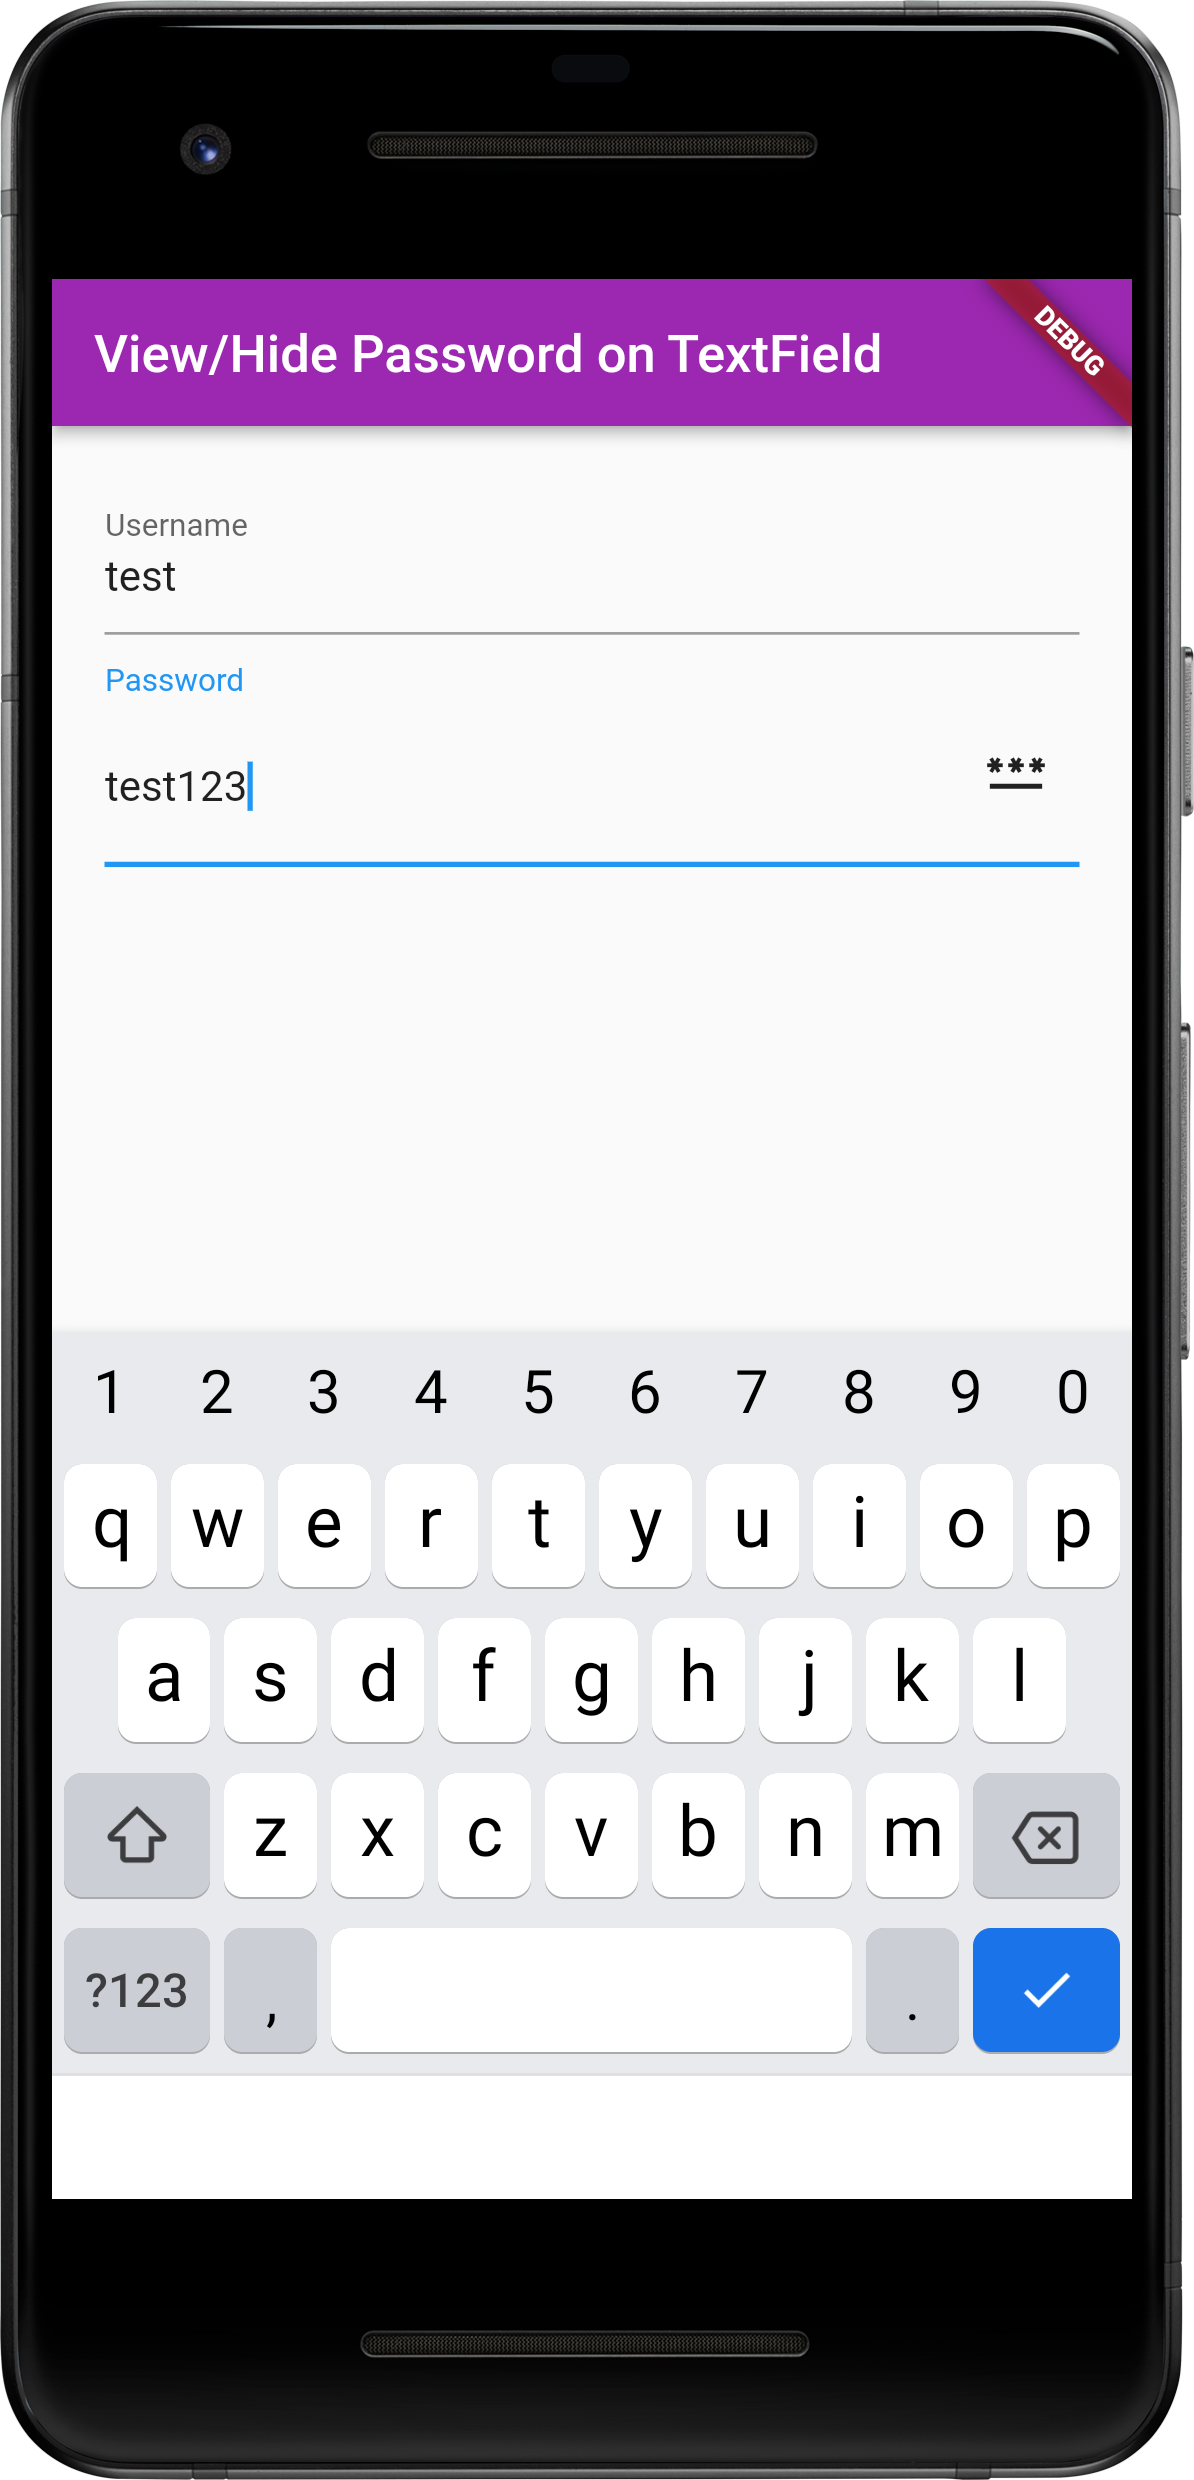 View/Hide Password on TextField
DEBUG
Username
test
Password
test123
***
1 2 3 4 5 6 7 8 9 0
q w e r t y u i o p
a s d f g h j k l
z x c v b n m
?123 , .